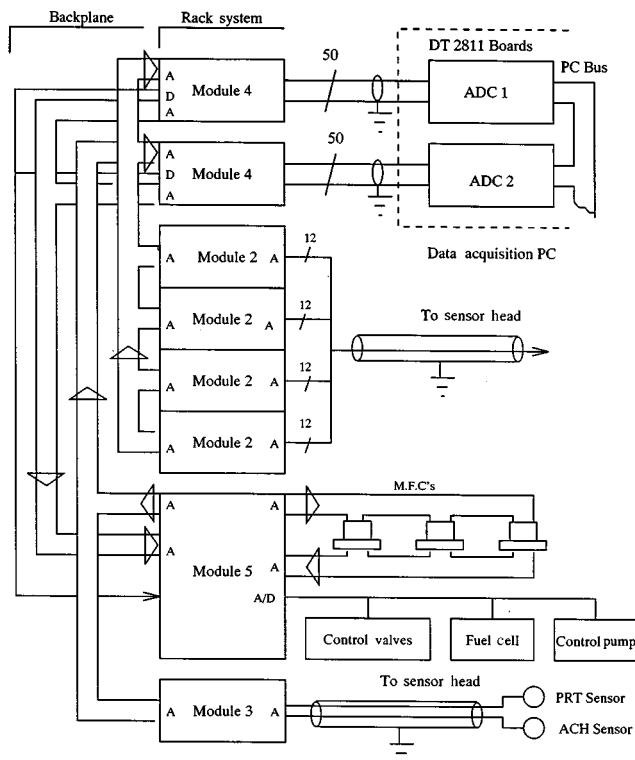 Backplane
Rack system
DT 2811 Boards
PC Bus
50
A
D
A
Module 4
ADC 1
50
A
D
A
Module 4
ADC 2
Data acquisition PC
A Module 2 A
12
A Module 2 A
12
A Module 2 A
12
A Module 2 A
12
To sensor head
M.F.C's
A
A
A
A
Module 5
A/D
Control valves
Fuel cell
Control pump
To sensor head
A Module 3 A
PRT Sensor
ACH Sensor